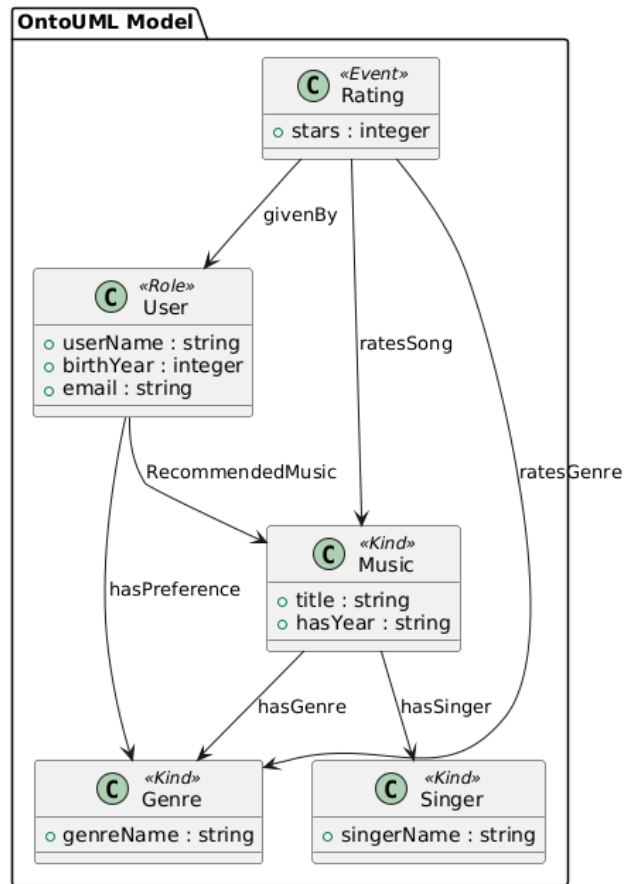 OntoUML Model
C «Event»
Rating
stars : integer
givenBy
C «Role»
User
userName : string
birthYear : integer
email : string
ratesSong
RecommendedMusic
ratesGenre
C «Kind»
Music
title : string
hasYear : string
hasPreference
hasGenre
hasSinger
C «Kind»
Genre
genreName : string
C «Kind»
Singer
singerName : string